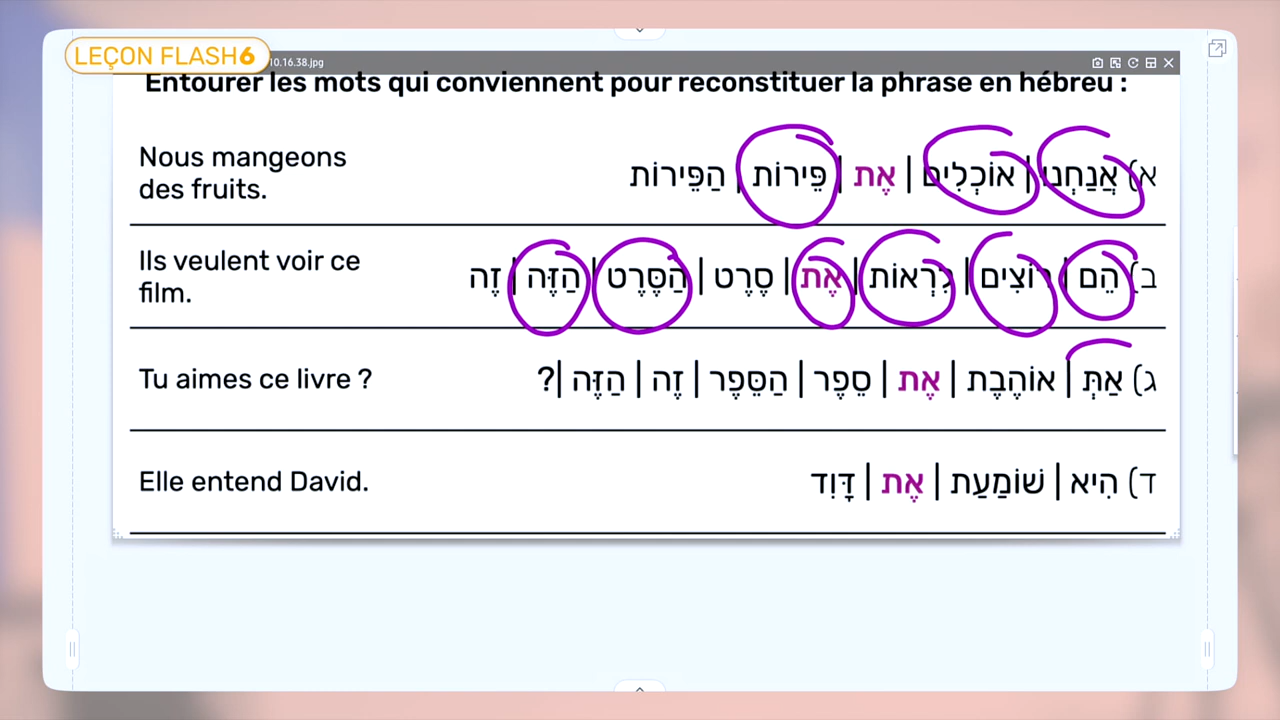 LEÇON FLASH6
10.16.38.jpg
Entourer les mots qui conviennent pour reconstituer la phrase en hébreu :
Nous mangeons
des fruits.
א) אֲנַחְנוּ | אוֹכְלִים | אֶת | פֵּירוֹת | הַפֵּירוֹת
Ils veulent voir ce
film.
ב) הֵם | רוֹצִים | לִרְאוֹת | אֶת | סֶרֶט | הַסֶּרֶט | הַזֶּה | זֶה
Tu aimes ce livre ?
ג) אַתְּ | אוֹהֶבֶת | אֶת | סֵפֶר | הַסֵּפֶר | זֶה | הַזֶּה |?
Elle entend David.
ד) הִיא | שׁוֹמַעַת | אֶת | דָּוִד